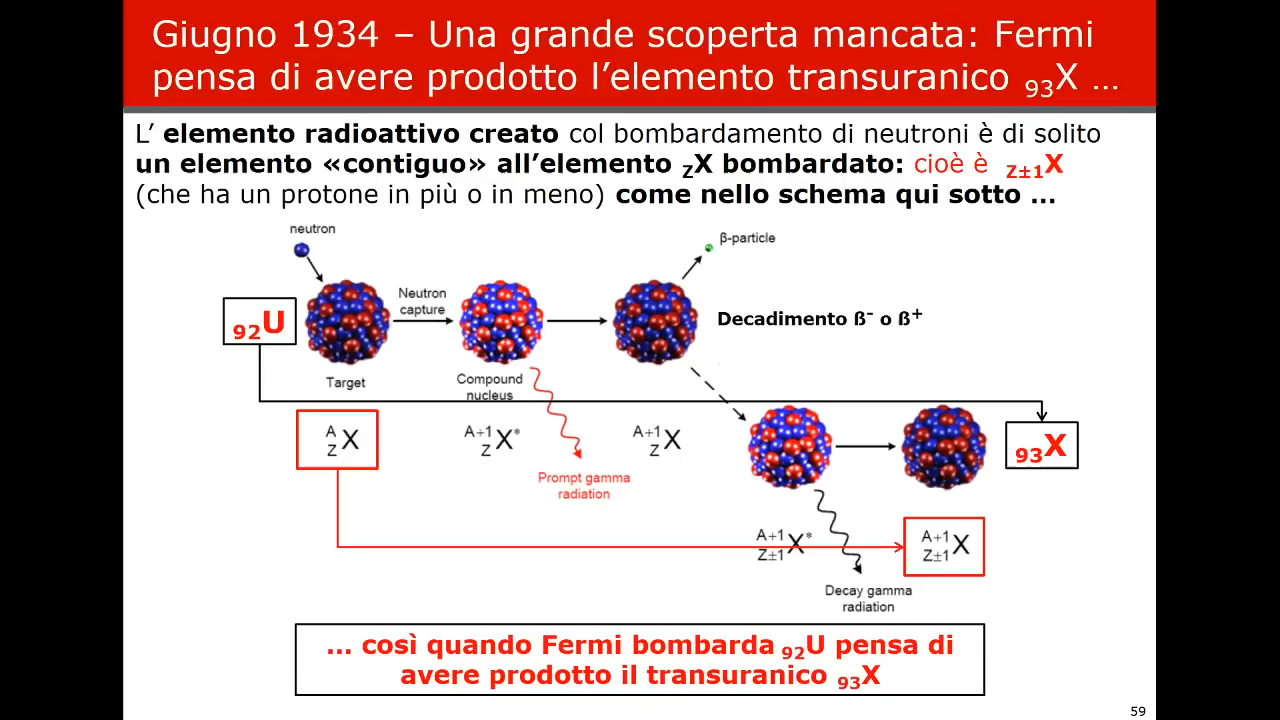 Giugno 1934 – Una grande scoperta mancata: Fermi
pensa di avere prodotto l’elemento transuranico ₉₃X …
L’ elemento radioattivo creato col bombardamento di neutroni è di solito
un elemento «contiguo» all’elemento ZX bombardato: cioè è Z±1X
(che ha un protone in più o in meno) come nello schema qui sotto …
neutron
β-particle
Neutron
capture
₉₂U
Decadimento ß⁻ o ß⁺
Target
Compound
nucleus
A
Z X
A+1
Z X*
A+1
Z X
₉₃X
Prompt gamma
radiation
A+1
Z±1 X*
A+1
Z±1 X
Decay gamma
radiation
… così quando Fermi bombarda ₉₂U pensa di
avere prodotto il transuranico ₉₃X
59